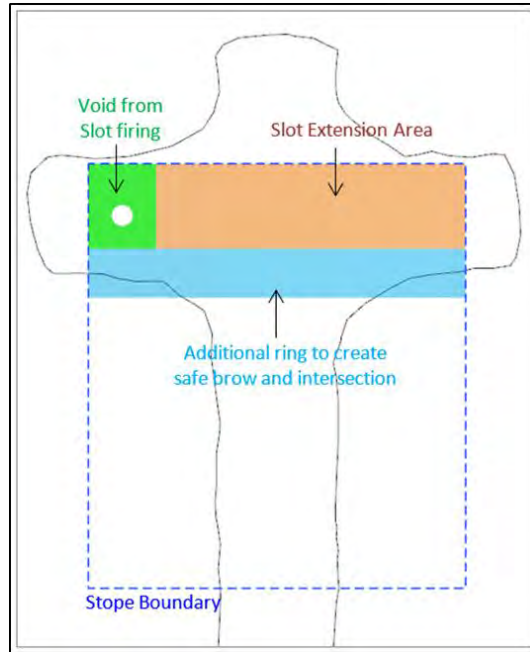 Void from
Slot firing
Slot Extension Area
Additional ring to create
safe brow and intersection
Stope Boundary